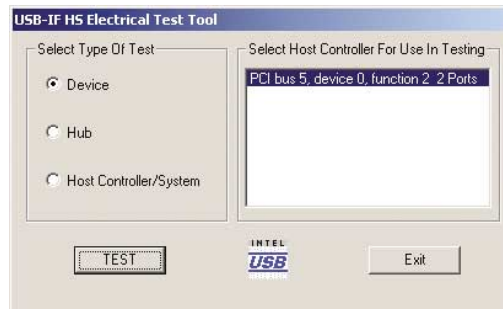 USB-IF HS Electrical Test Tool
Select Type Of Test
Device
Hub
Host Controller/System
Select Host Controller For Use In Testing
PCI bus 5, device 0, function 2 2 Ports
TEST
INTEL
USB
Exit